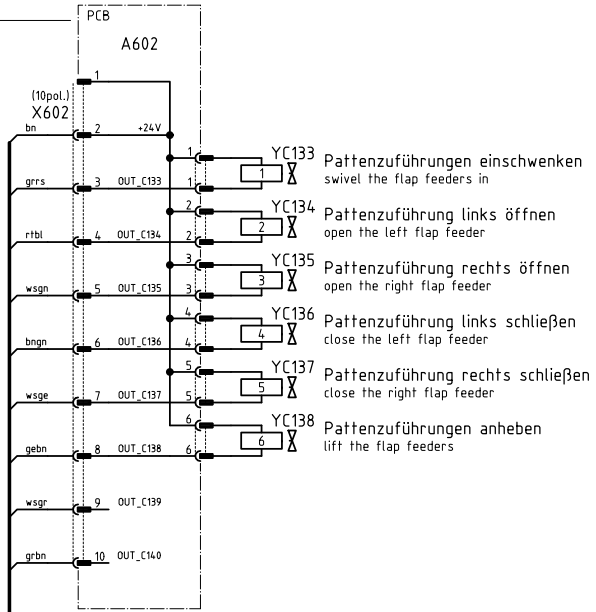 PCB
A602
1
(10pol.)
X602
bn 2 +24V
1 YC133 Pattenzuführungen einschwenken
1 swivel the flap feeders in
grrs 3 OUT_C133 1
2 YC134 Pattenzuführung links öffnen
2 open the left flap feeder
rtbl 4 OUT_C134 2
3 YC135 Pattenzuführung rechts öffnen
3 open the right flap feeder
wsgn 5 OUT_C135 3
4 YC136 Pattenzuführung links schließen
4 close the left flap feeder
bngn 6 OUT_C136 4
5 YC137 Pattenzuführung rechts schließen
5 close the right flap feeder
wsge 7 OUT_C137 5
6 YC138 Pattenzuführungen anheben
6 lift the flap feeders
gebn 8 OUT_C138 6
wsgr 9 OUT_C139
grbn 10 OUT_C140